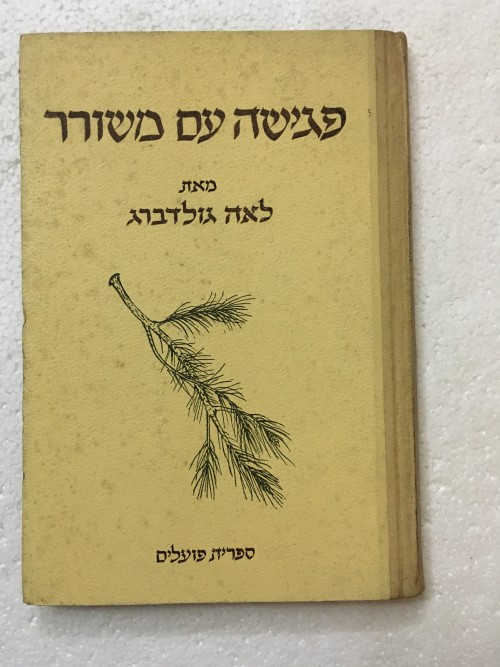 פגישה עם משורר
מאת
לאה גולדברג
ספרית פועלים